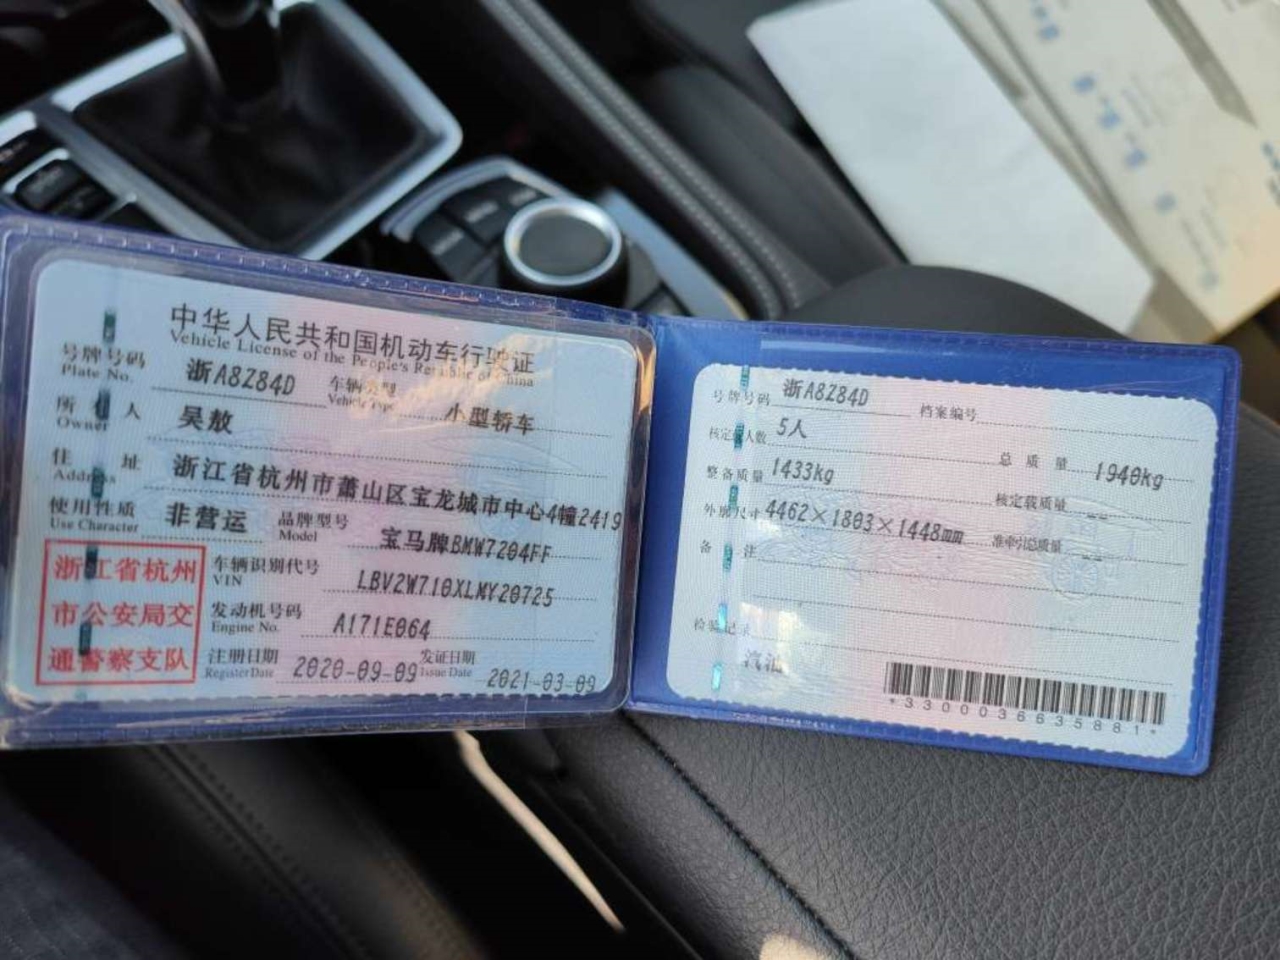 中华人民共和国机动车行驶证
Vehicle License of the People's Republic of China
号牌号码 浙A8Z84D 车辆类型 小型轿车
Plate No. Vehicle Type
所有人 吴敖
Owner
住址 浙江省杭州市萧山区宝龙城市中心4幢2419
Address
使用性质 非营运 品牌型号 宝马牌BMW7204FF
Use Character Model
浙江省杭州
市公安局交
通警察支队
车辆识别代号 LBV2W710XLMY20725
VIN
发动机号码 A171E064
Engine No.
注册日期 2020-09-09 发证日期 2021-03-09
Register Date Issue Date
号牌号码 浙A8Z84D 档案编号
核定载人数 5人 总质量 1940kg
整备质量 1433kg 核定载质量 --
外廓尺寸 4462×1803×1448mm 准牵引总质量 --
备注
检验记录
汽油
*3300036635881*